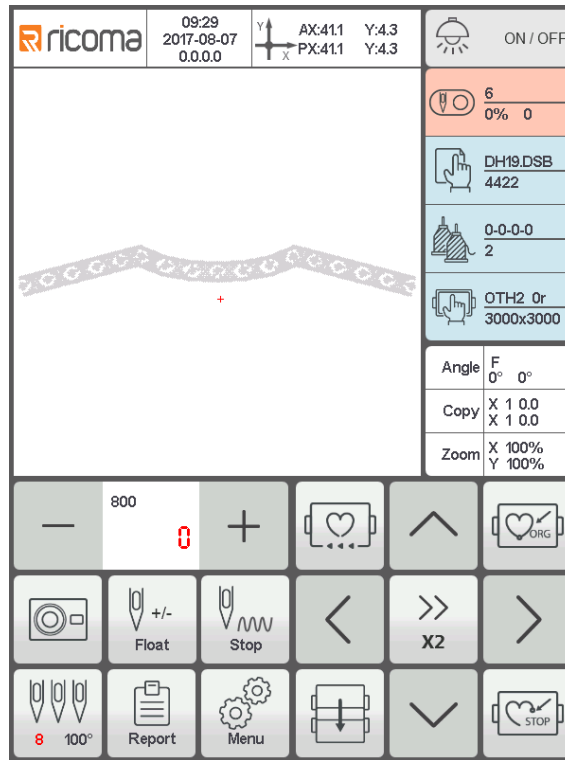 ricoma
09:29
2017-08-07
0.0.0.0
Y
X
AX:41.1 Y:4.3
PX:41.1 Y:4.3
ON / OFF
6
0% 0
DH19.DSB
4422
0-0-0-0
2
OTH2 0r
3000x3000
Angle F
0° 0°
Copy X 1 0.0
X 1 0.0
Zoom X 100%
Y 100%
800
0
ORG
+/-
Float
Stop
X2
8 100°
Report
Menu
STOP